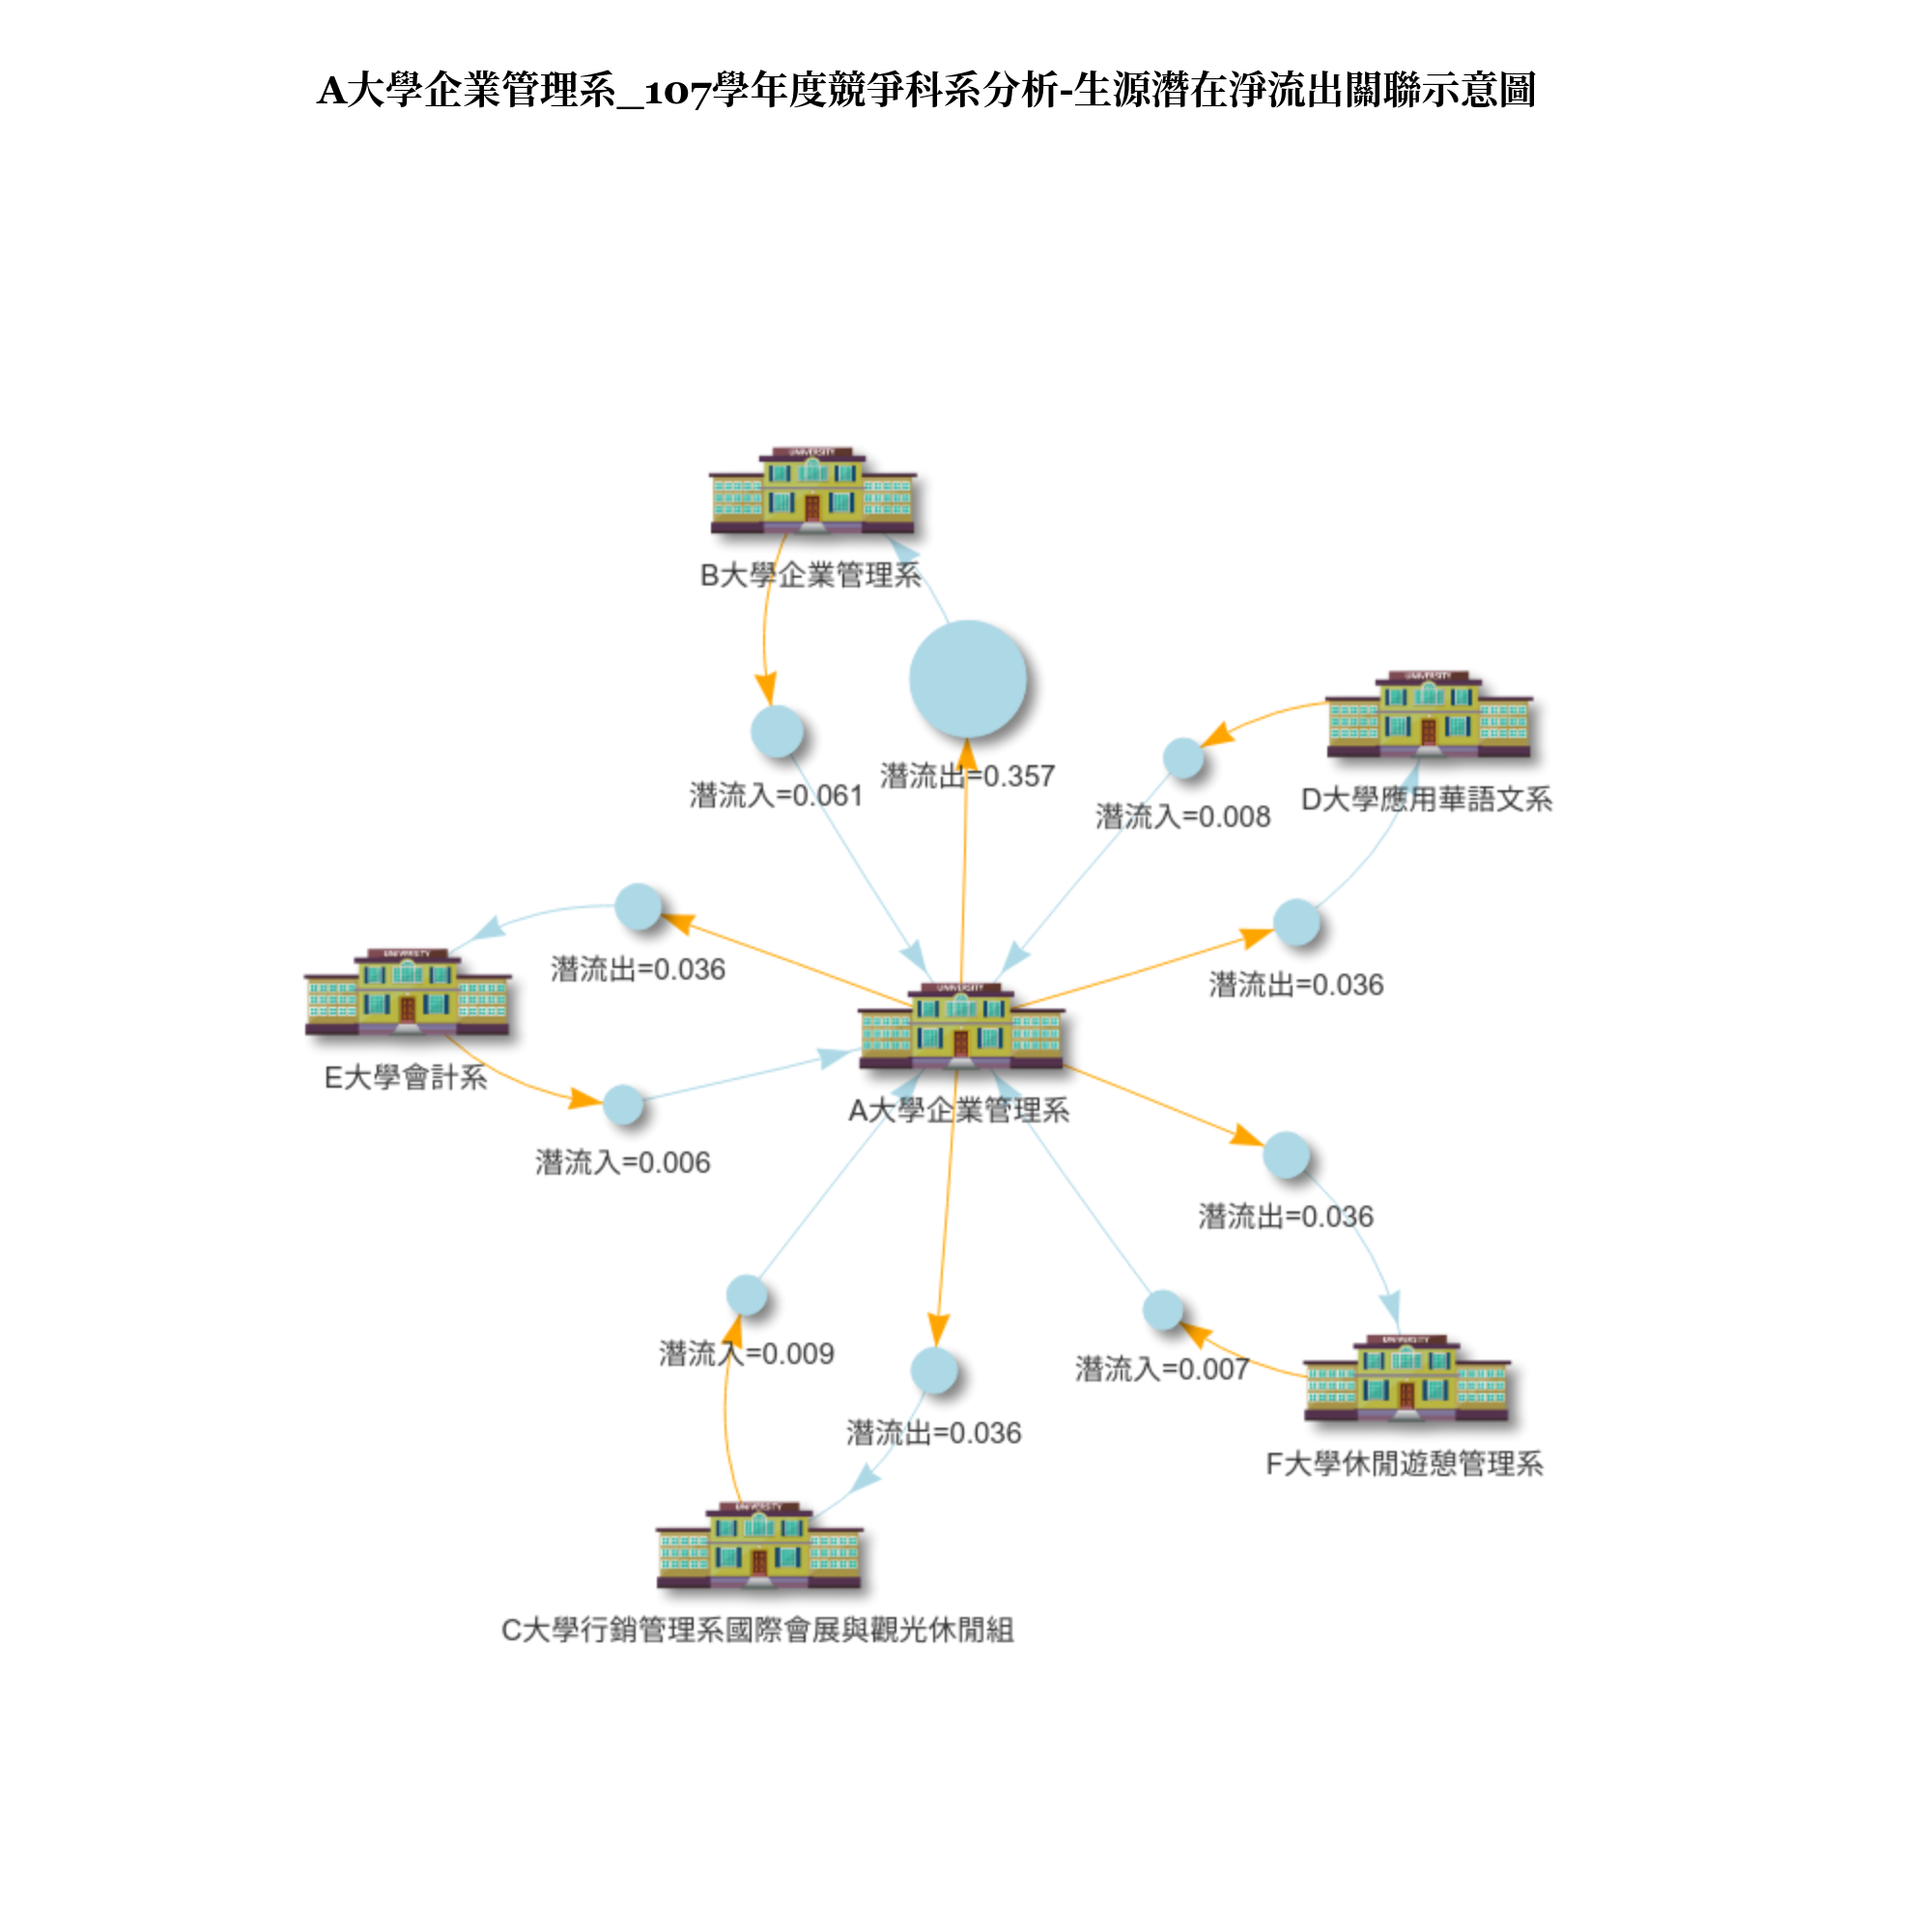 A大學企業管理系_107學年度競爭科系分析-生源潛在淨流出關聯示意圖
UNIVERSITY
B大學企業管理系
UNIVERSITY
潛流入=0.061
潛流出=0.357
潛流入=0.008
D大學應用華語文系
潛流出=0.036
潛流出=0.036
UNIVERSITY
UNIVERSITY
E大學會計系
A大學企業管理系
潛流入=0.006
潛流出=0.036
潛流入=0.009
潛流入=0.007
UNIVERSITY
潛流出=0.036
F大學休閒遊憩管理系
UNIVERSITY
C大學行銷管理系國際會展與觀光休閒組